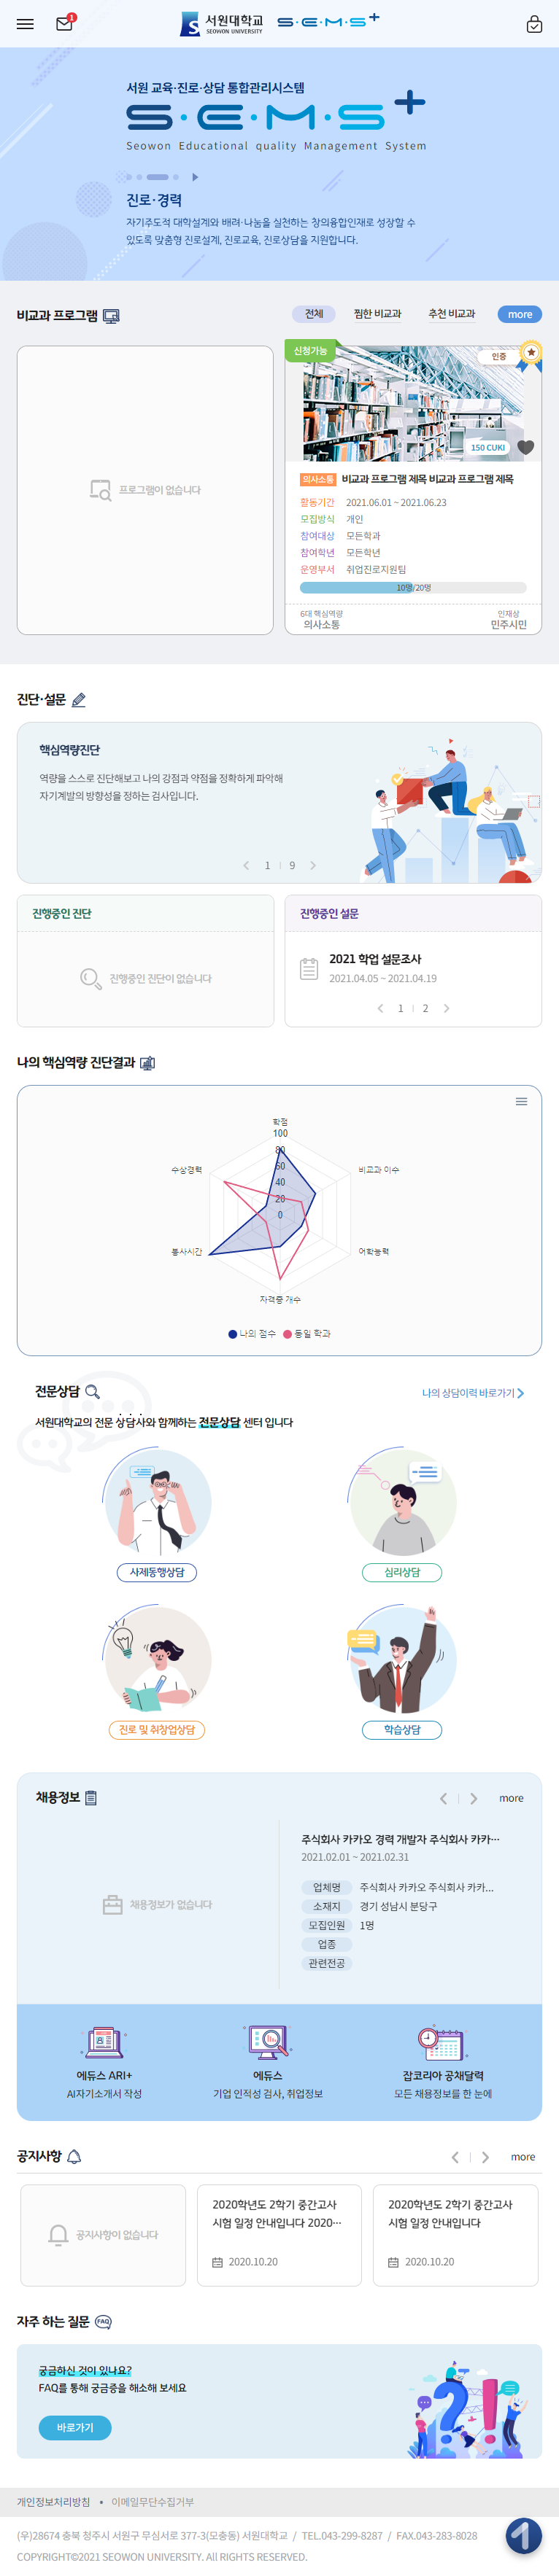 1
서원대학교
SEOWON UNIVERSITY
S·E·M·S+
서원 교육·진로·상담 통합관리시스템
S·E·M·S+
Seowon Educational quality Management System
진로·경력
자기주도적 대학설계와 배려·나눔을 실천하는 창의융합인재로 성장할 수
있도록 맞춤형 진로설계, 진로교육, 진로상담을 지원합니다.
비교과 프로그램
전체
찜한 비교과
추천 비교과
more
프로그램이 없습니다
신청가능
인증
150 CUKI
의사소통 비교과 프로그램 제목 비교과 프로그램 제목
활동기간 2021.06.01 ~ 2021.06.23
모집방식 개인
참여대상 모든학과
참여학년 모든학년
운영부서 취업진로지원팀
10명/20명
6대 핵심역량
의사소통
인재상
민주시민
진단·설문
핵심역량진단
역량을 스스로 진단해보고 나의 강점과 약점을 정확하게 파악해
자기계발의 방향성을 정하는 검사입니다.
1 | 9
진행중인 진단
진행중인 진단이 없습니다
진행중인 설문
2021 학업 설문조사
2021.04.05 ~ 2021.04.19
1 | 2
나의 핵심역량 진단결과
학점
100
80
60
40
20
0
비교과 이수
어학능력
자격증 개수
봉사시간
수상경력
나의 점수
동일 학과
전문상담
나의 상담이력 바로가기
서원대학교의 전문 상담사와 함께하는 전문상담 센터 입니다
사제동행상담
심리상담
진로 및 취창업상담
학습상담
채용정보
more
채용정보가 없습니다
주식회사 카카오 경력 개발자 주식회사 카카…
2021.02.01 ~ 2021.02.31
업체명 주식회사 카카오 주식회사 카카...
소재지 경기 성남시 분당구
모집인원 1명
업종
관련전공
에듀스 ARI+
AI자기소개서 작성
에듀스
기업 인적성 검사, 취업정보
잡코리아 공채달력
모든 채용정보를 한 눈에
공지사항
more
공지사항이 없습니다
2020학년도 2학기 중간고사
시험 일정 안내입니다 2020…
2020.10.20
2020학년도 2학기 중간고사
시험 일정 안내입니다
2020.10.20
자주 하는 질문 FAQ
궁금하신 것이 있나요?
FAQ를 통해 궁금증을 해소해 보세요
바로가기
?!
개인정보처리방침 • 이메일무단수집거부
(우)28674 충북 청주시 서원구 무심서로 377-3(모충동) 서원대학교 / TEL.043-299-8287 / FAX.043-283-8028
COPYRIGHT©2021 SEOWON UNIVERSITY. All RIGHTS RESERVED.